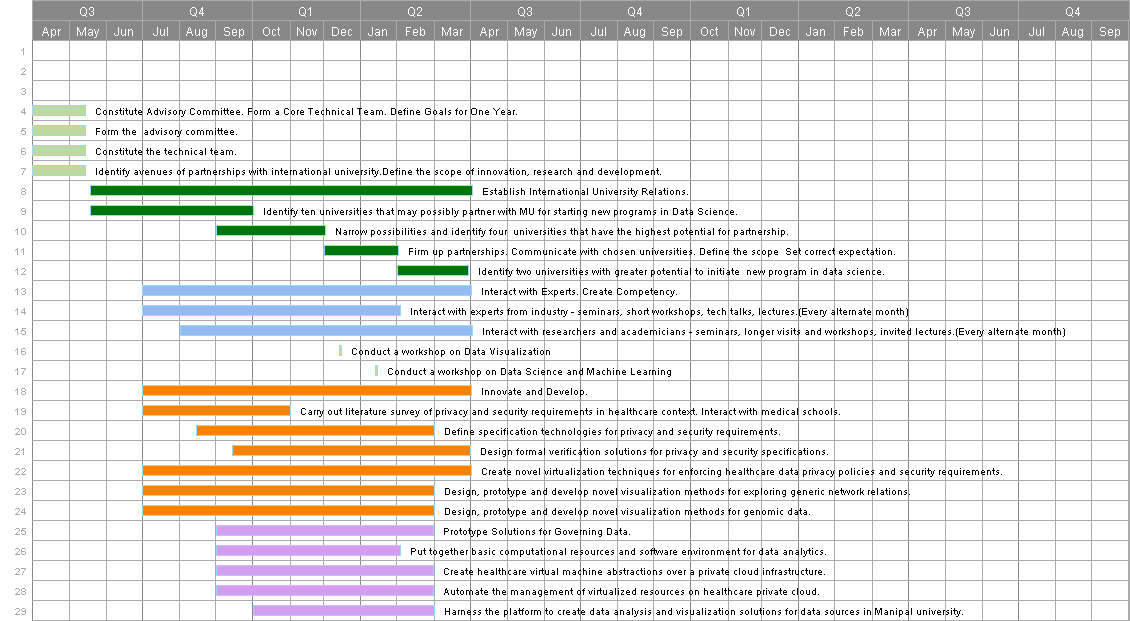 Q3 Q4 Q1 Q2 Q3 Q4 Q1 Q2 Q3 Q4
Apr May Jun Jul Aug Sep Oct Nov Dec Jan Feb Mar Apr May Jun Jul Aug Sep Oct Nov Dec Jan Feb Mar Apr May Jun Jul Aug Sep
1
2
3
4 Constitute Advisory Committee. Form a Core Technical Team. Define Goals for One Year.
5 Form the advisory committee.
6 Constitute the technical team.
7 Identify avenues of partnerships with international university.Define the scope of innovation, research and development.
8 Establish International University Relations.
9 Identify ten universities that may possibly partner with MU for starting new programs in Data Science.
10 Narrow possibilities and identify four universities that have the highest potential for partnership.
11 Firm up partnerships. Communicate with chosen universities. Define the scope Set correct expectation.
12 Identify two universities with greater potential to initiate new program in data science.
13 Interact with Experts. Create Competency.
14 Interact with experts from industry - seminars, short workshops, tech talks, lectures.(Every alternate month)
15 Interact with researchers and academicians - seminars, longer visits and workshops, invited lectures.(Every alternate month)
16 Conduct a workshop on Data Visualization
17 Conduct a workshop on Data Science and Machine Learning
18 Innovate and Develop.
19 Carry out literature survey of privacy and security requirements in healthcare context. Interact with medical schools.
20 Define specification technologies for privacy and security requirements.
21 Design formal verification solutions for privacy and security specifications.
22 Create novel virtualization techniques for enforcing healthcare data privacy policies and security requirements.
23 Design, prototype and develop novel visualization methods for exploring generic network relations.
24 Design, prototype and develop novel visualization methods for genomic data.
25 Prototype Solutions for Governing Data.
26 Put together basic computational resources and software environment for data analytics.
27 Create healthcare virtual machine abstractions over a private cloud infrastructure.
28 Automate the management of virtualized resources on healthcare private cloud.
29 Harness the platform to create data analysis and visualization solutions for data sources in Manipal university.